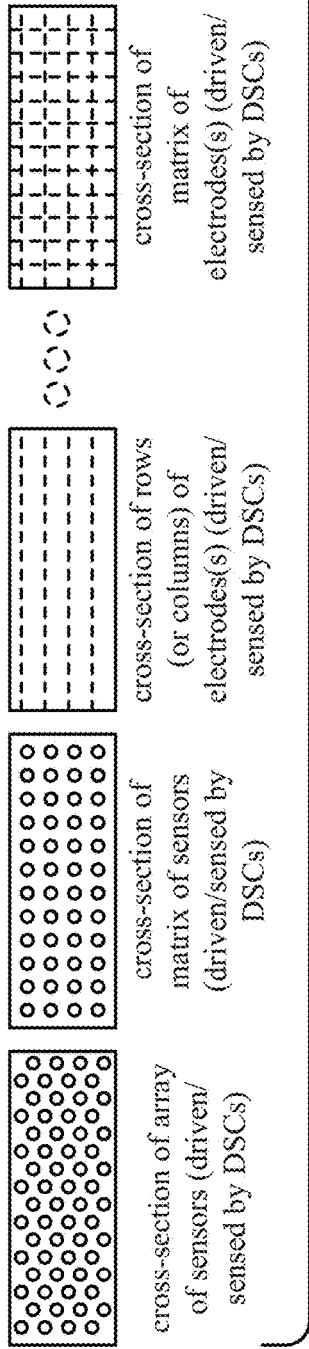 cross-section of array
of sensors (driven/
sensed by DSCs)
cross-section of
matrix of sensors
(driven/sensed by
DSCs)
cross-section of rows
(or columns) of
electrodes(s) (driven/
sensed by DSCs)
cross-section of
matrix of
electrodes(s) (driven/
sensed by DSCs)